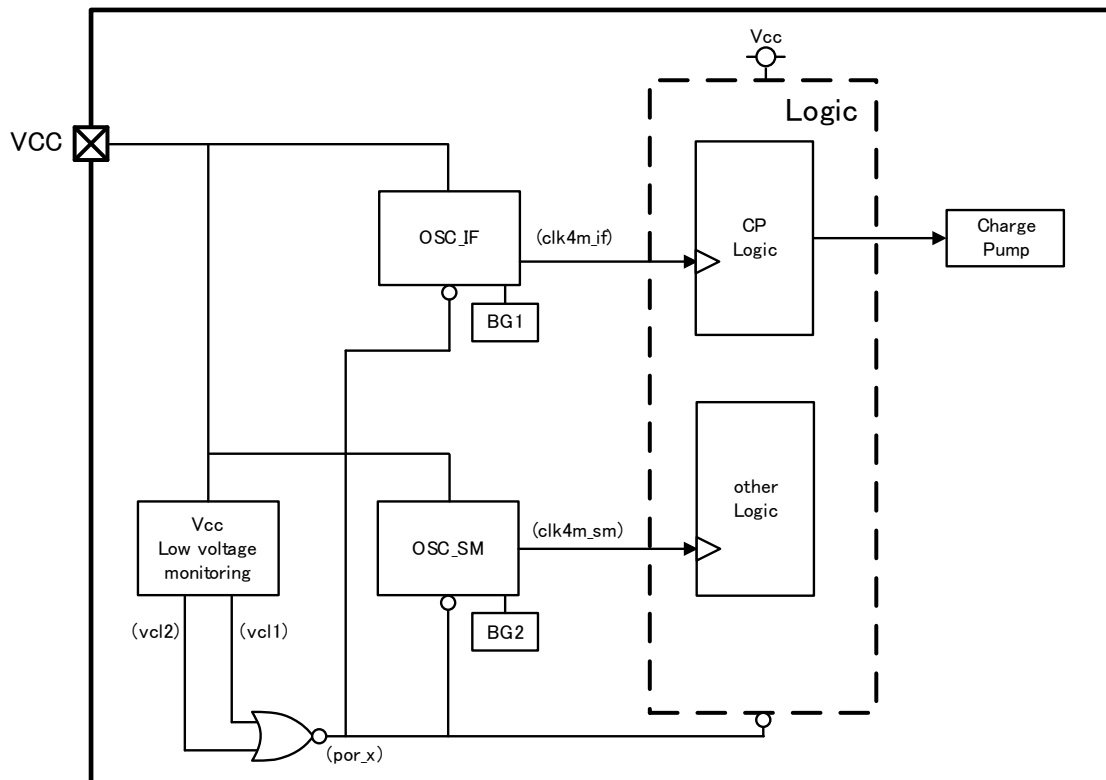 Vcc
Logic
VCC
OSC_IF
(clk4m_if)
CP
Logic
Charge
Pump
BG1
Vcc
Low voltage
monitoring
OSC_SM
(clk4m_sm)
other
Logic
(vcl2)
(vcl1)
BG2
(por_x)